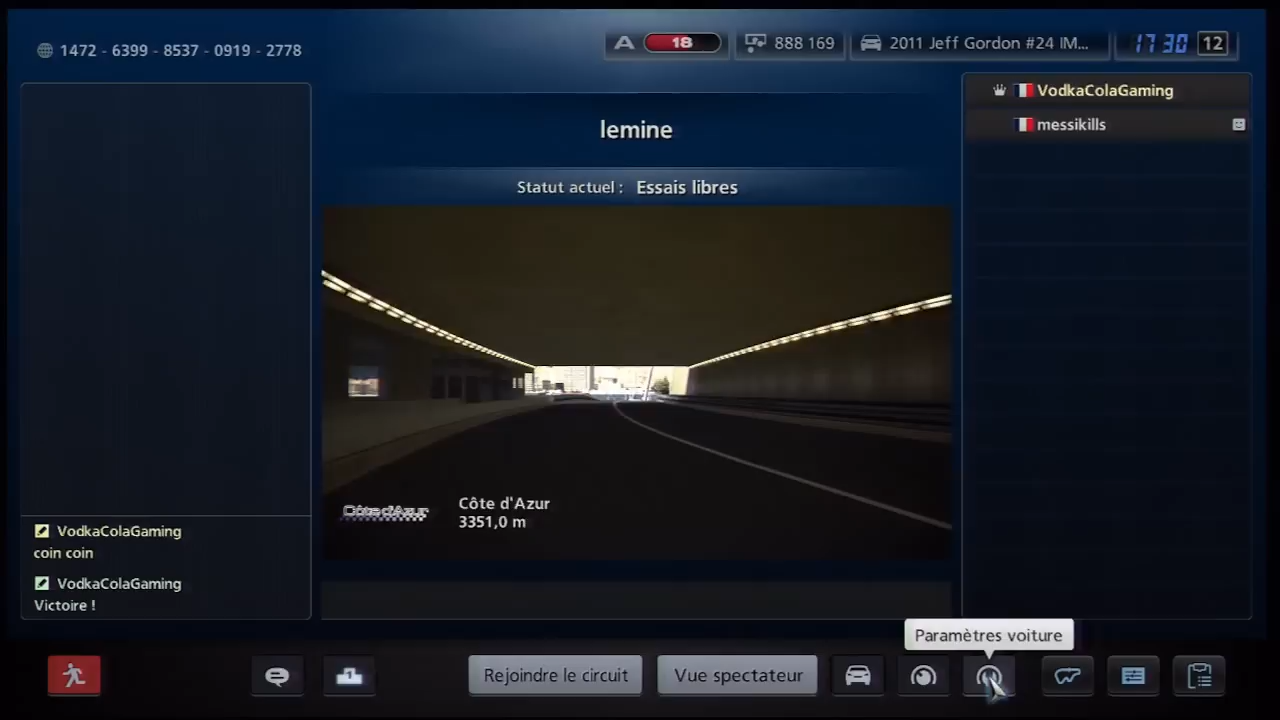 1472 - 6399 - 8537 - 0919 - 2778
A 18
888 169
2011 Jeff Gordon #24 IM...
17 30 12
VodkaColaGaming
messikills
lemine
Statut actuel : Essais libres
Côte d'Azur
Côte d'Azur
3351,0 m
VodkaColaGaming
coin coin
VodkaColaGaming
Victoire !
Paramètres voiture
Rejoindre le circuit
Vue spectateur